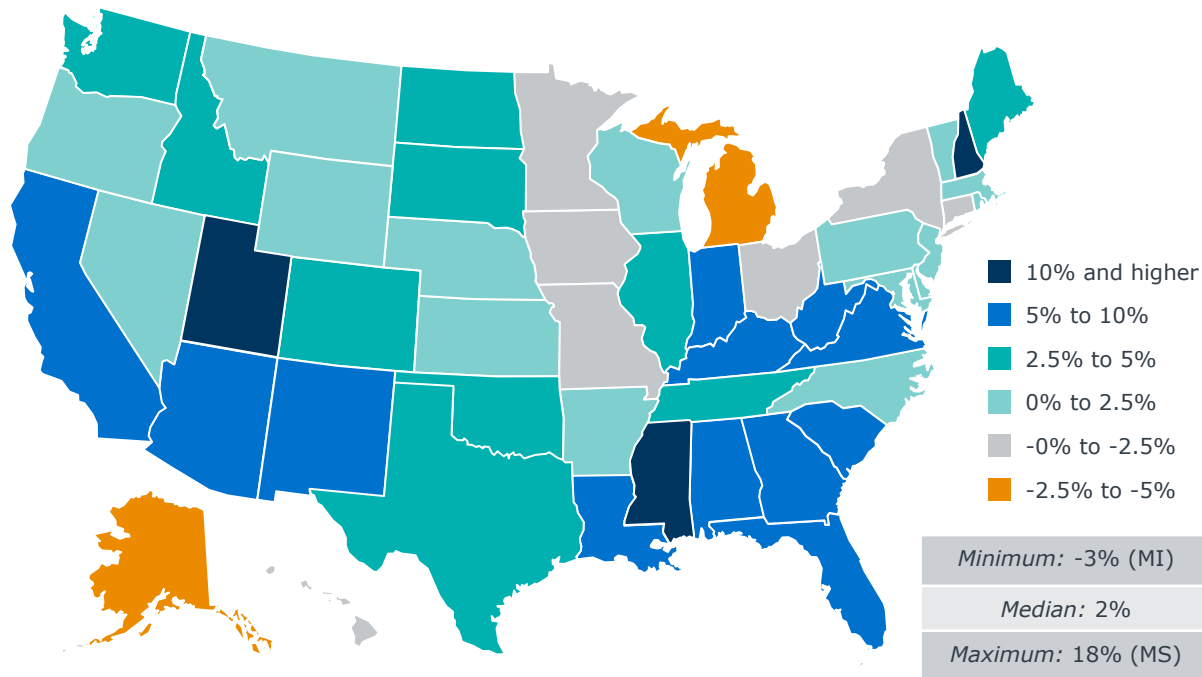 10% and higher
5% to 10%
2.5% to 5%
0% to 2.5%
-0% to -2.5%
-2.5% to -5%
Minimum: -3% (MI)
Median: 2%
Maximum: 18% (MS)